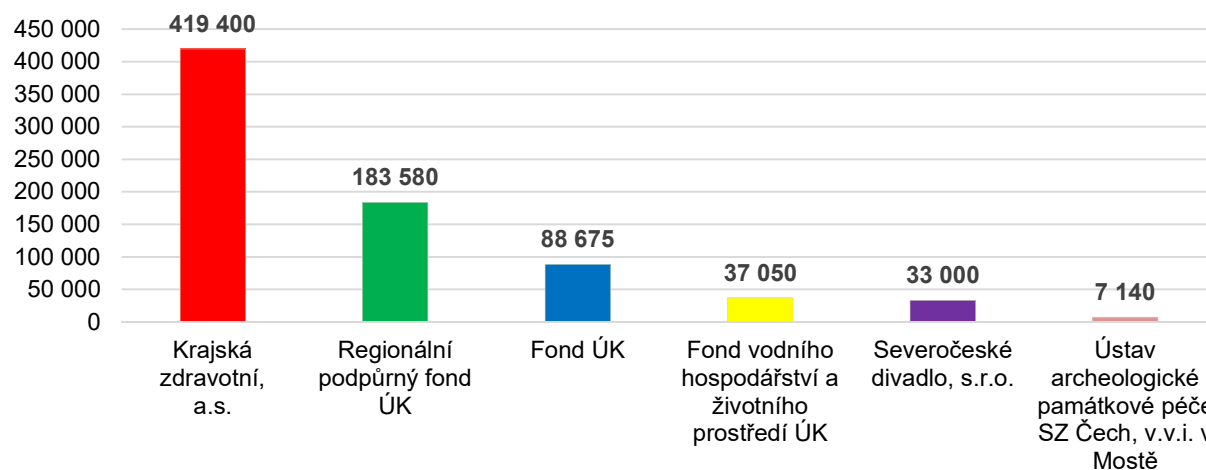 450 000
400 000
350 000
300 000
250 000
200 000
150 000
100 000
50 000
0
419 400
183 580
88 675
37 050
33 000
7 140
Krajská
zdravotní,
a.s.
Regionální
podpůrný fond
ÚK
Fond ÚK
Fond vodního
hospodářství a
životního
prostředí ÚK
Severočeské
divadlo, s.r.o.
Ústav
archeologické
památkové péče
SZ Čech, v.v.i. v
Mostě